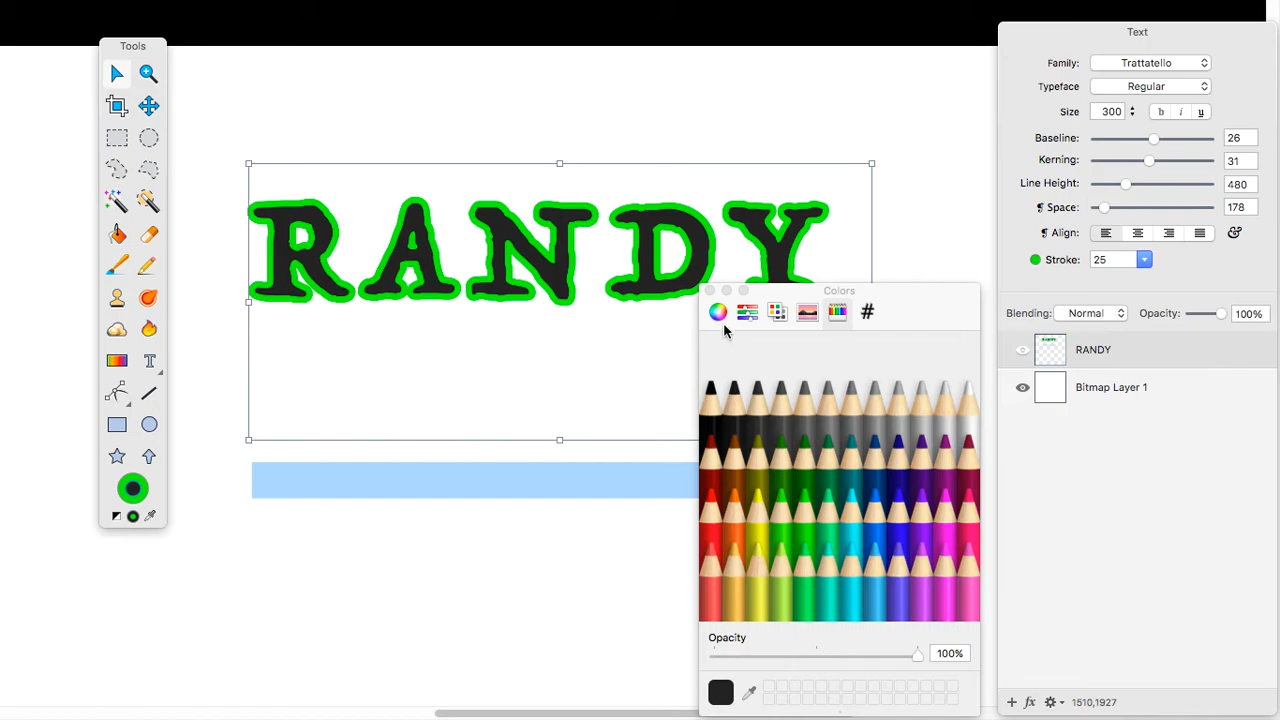 Tools
RANDY
Colors
#
Opacity
100%
Text
Family: Trattatello
Typeface Regular
Size 300 b i u
Baseline: 26
Kerning: 31
Line Height: 480
¶ Space: 178
¶ Align:
Stroke: 25
Blending: Normal Opacity: 100%
RANDY
Bitmap Layer 1
+ fx 1510,1927